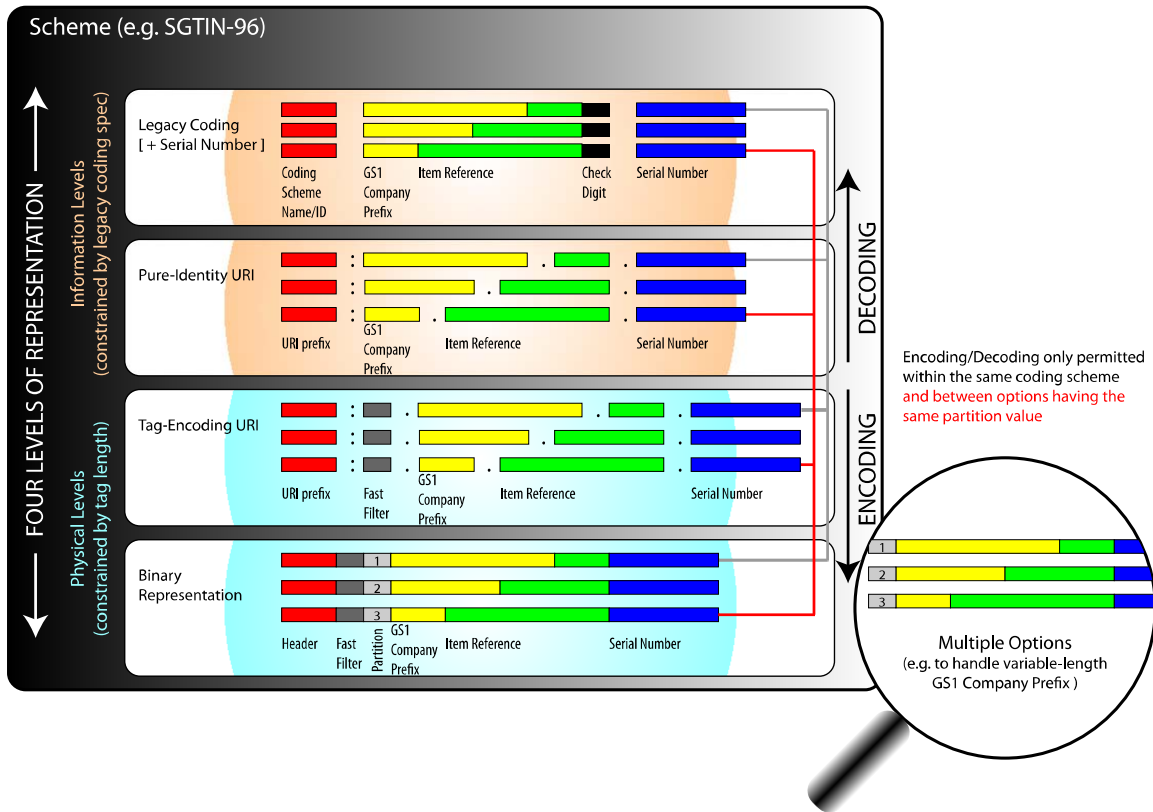 Scheme (e.g. SGTIN-96)
FOUR LEVELS OF REPRESENTATION
Information Levels
(constrained by legacy coding spec)
Physical Levels
(constrained by tag length)
Legacy Coding
[ + Serial Number ]
Coding
Scheme
Name/ID
GS1
Company
Prefix
Item Reference
Check
Digit
Serial Number
Pure-Identity URI
: . .
: . .
: . .
URI prefix
GS1
Company
Prefix
Item Reference
Serial Number
Tag-Encoding URI
: . . .
: . . .
: . . .
URI prefix
Fast
Filter
GS1
Company
Prefix
Item Reference
Serial Number
Binary
Representation
1
2
3
Header
Fast
Filter
Partition
GS1
Company
Prefix
Item Reference
Serial Number
DECODING
ENCODING
Encoding/Decoding only permitted
within the same coding scheme
and between options having the
same partition value
1
2
3
Multiple Options
(e.g. to handle variable-length
GS1 Company Prefix )